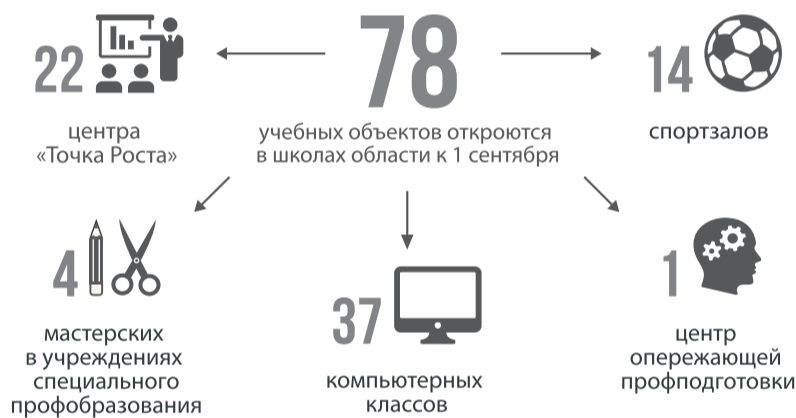 22
центра
«Точка Роста»
78
учебных объектов откроются
в школах области к 1 сентября
14
спортзалов
4
мастерских
в учреждениях
специального
профобразования
37
компьютерных
классов
1
центр
опережающей
профподготовки